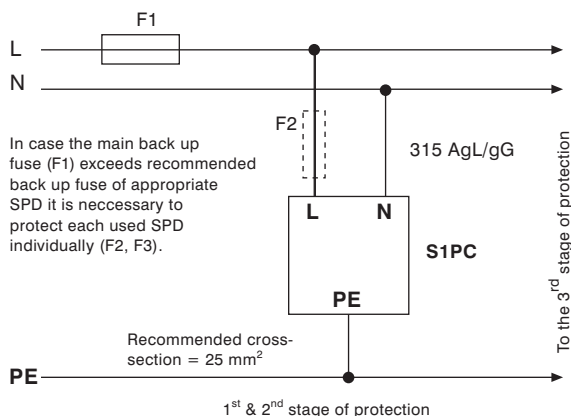 F1
L
N
F2
In case the main back up
fuse (F1) exceeds recommended
back up fuse of appropriate
SPD it is neccessary to
protect each used SPD
individually (F2, F3).
315 AgL/gG
L N
S1PC
PE
To the 3rd stage of protection
Recommended cross-
section = 25 mm²
PE
1st & 2nd stage of protection